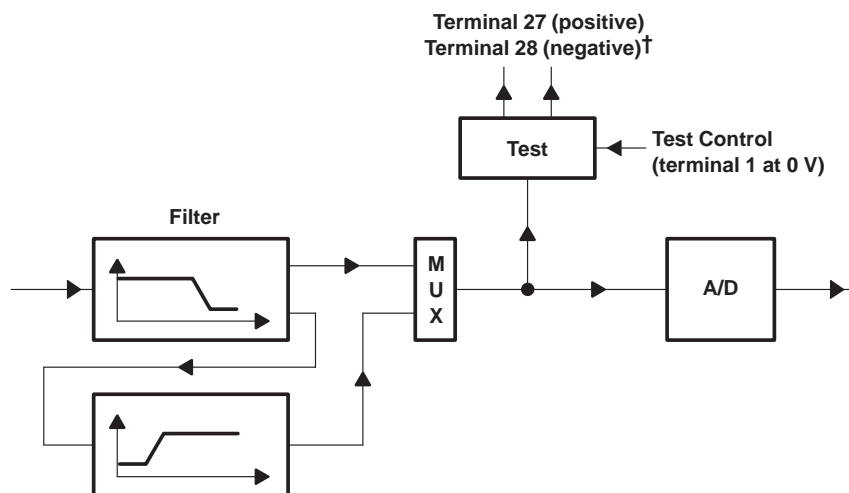 Terminal 27 (positive)
Terminal 28 (negative)†
Test
Test Control
(terminal 1 at 0 V)
Filter
M
U
X
A/D